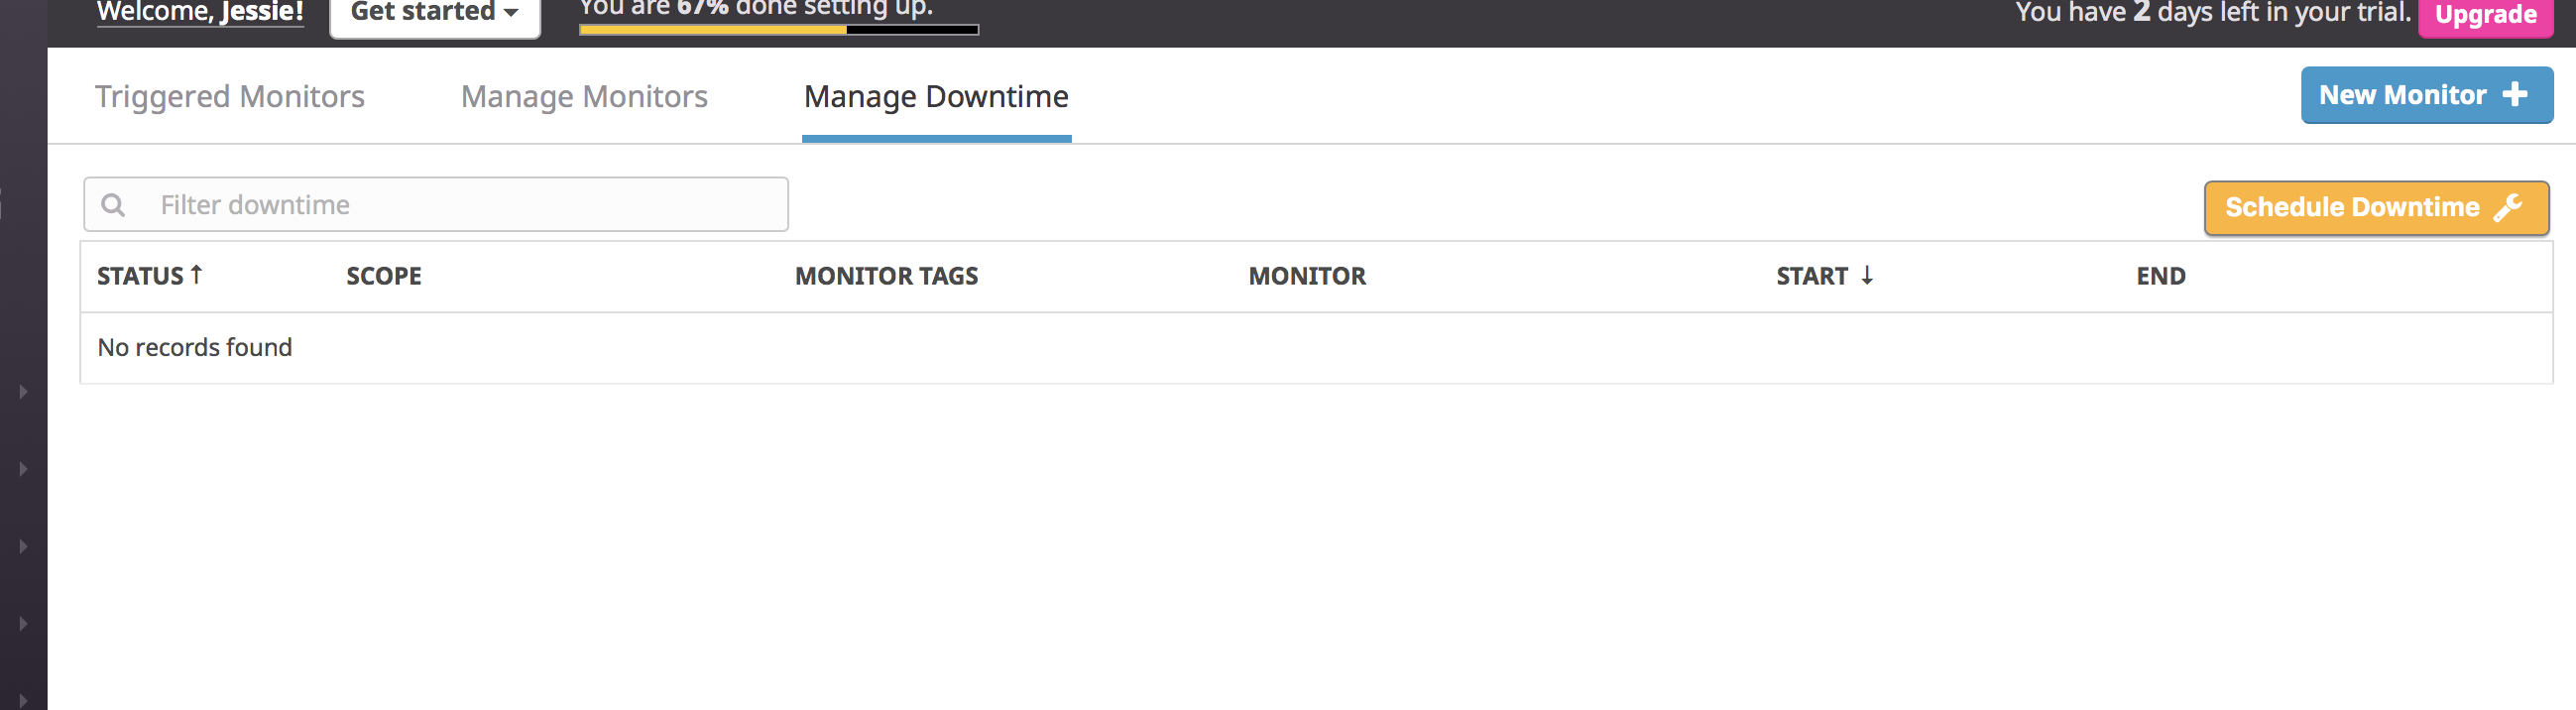 Welcome, Jessie! Get started You are 67% done setting up. You have 2 days left in your trial. Upgrade
Triggered Monitors Manage Monitors Manage Downtime New Monitor
Filter downtime Schedule Downtime
STATUS↑ SCOPE MONITOR TAGS MONITOR START ↓ END
No records found